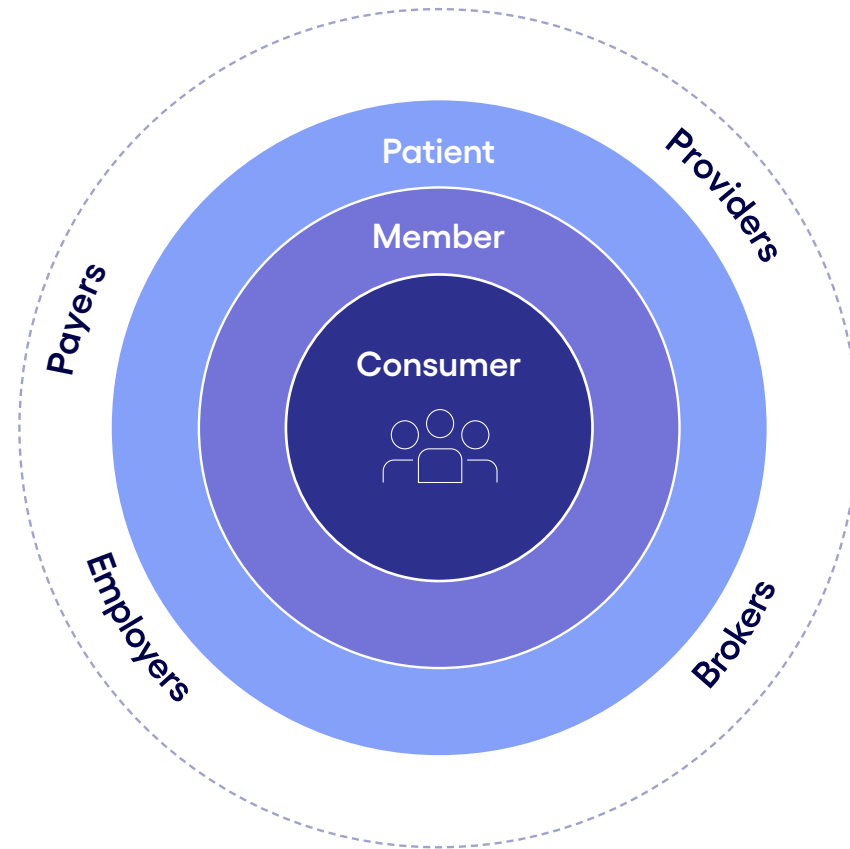 Patient
Member
Consumer
Providers
Payers
Employers
Brokers